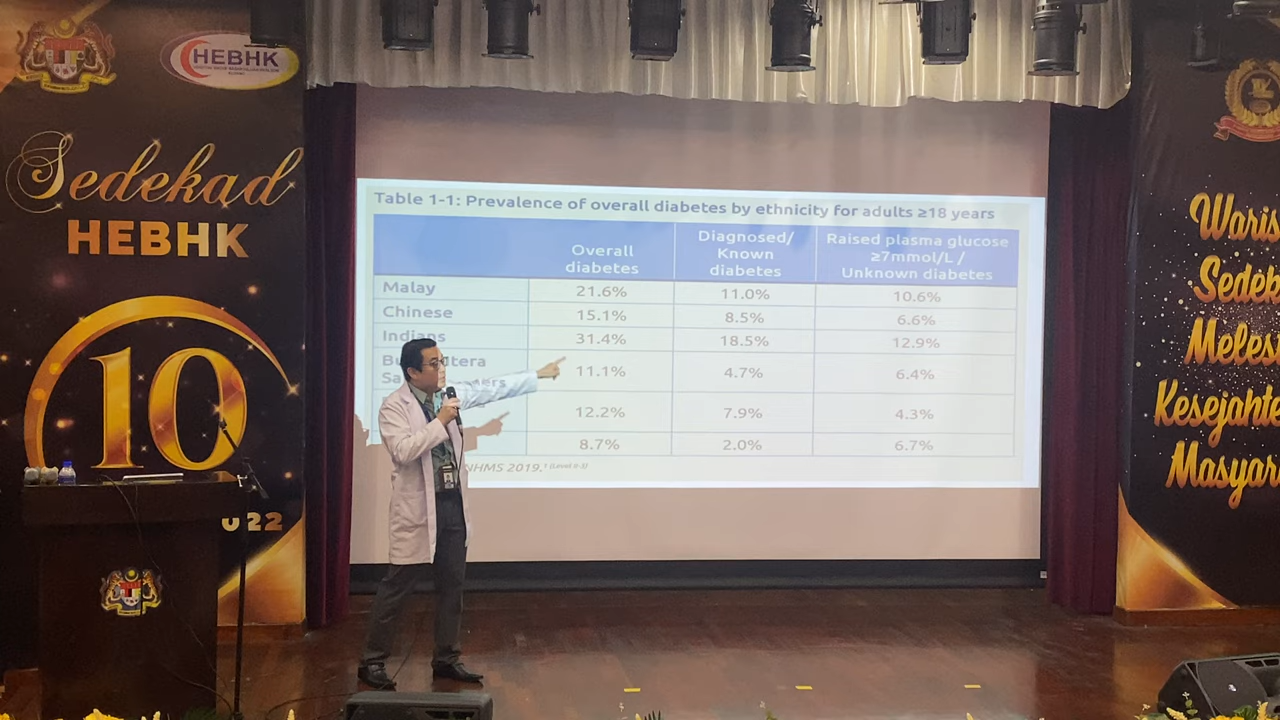 HEBHK
Sedekad
HEBHK
10
2022
Table 1-1: Prevalence of overall diabetes by ethnicity for adults ≥18 years
Overall diabetes
Diagnosed/ Known diabetes
Raised plasma glucose ≥7mmol/L / Unknown diabetes
Malay 21.6% 11.0% 10.6%
Chinese 15.1% 8.5% 6.6%
Indians 31.4% 18.5% 12.9%
11.1% 4.7% 6.4%
12.2% 7.9% 4.3%
8.7% 2.0% 6.7%
NHMS 2019.
Waris
Sedek
Melest
Kesejahte
Masyar